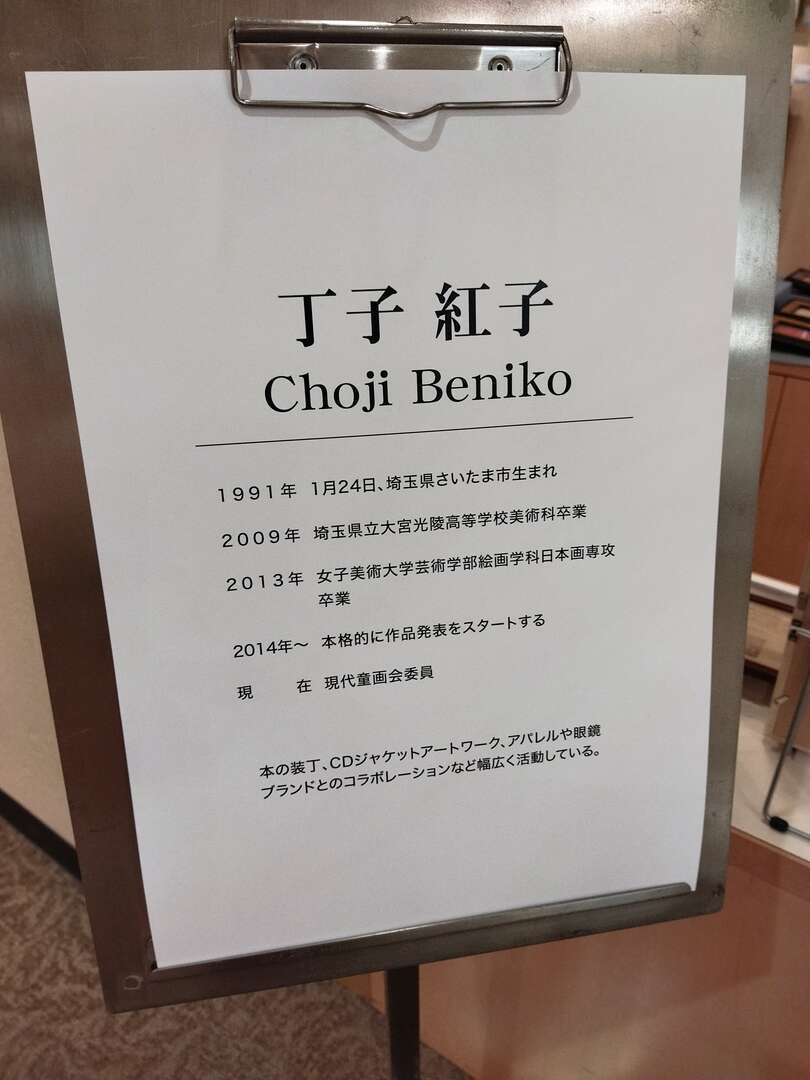 丁子 紅子
Choji Beniko
１９９１年 1月24日、埼玉県さいたま市生まれ
２００９年 埼玉県立大宮光陵高等学校美術科卒業
２０１３年 女子美術大学芸術学部絵画学科日本画専攻
卒業
2014年～ 本格的に作品発表をスタートする
現　　在 現代童画会委員
本の装丁、CDジャケットアートワーク、アパレルや眼鏡
ブランドとのコラボレーションなど幅広く活動している。